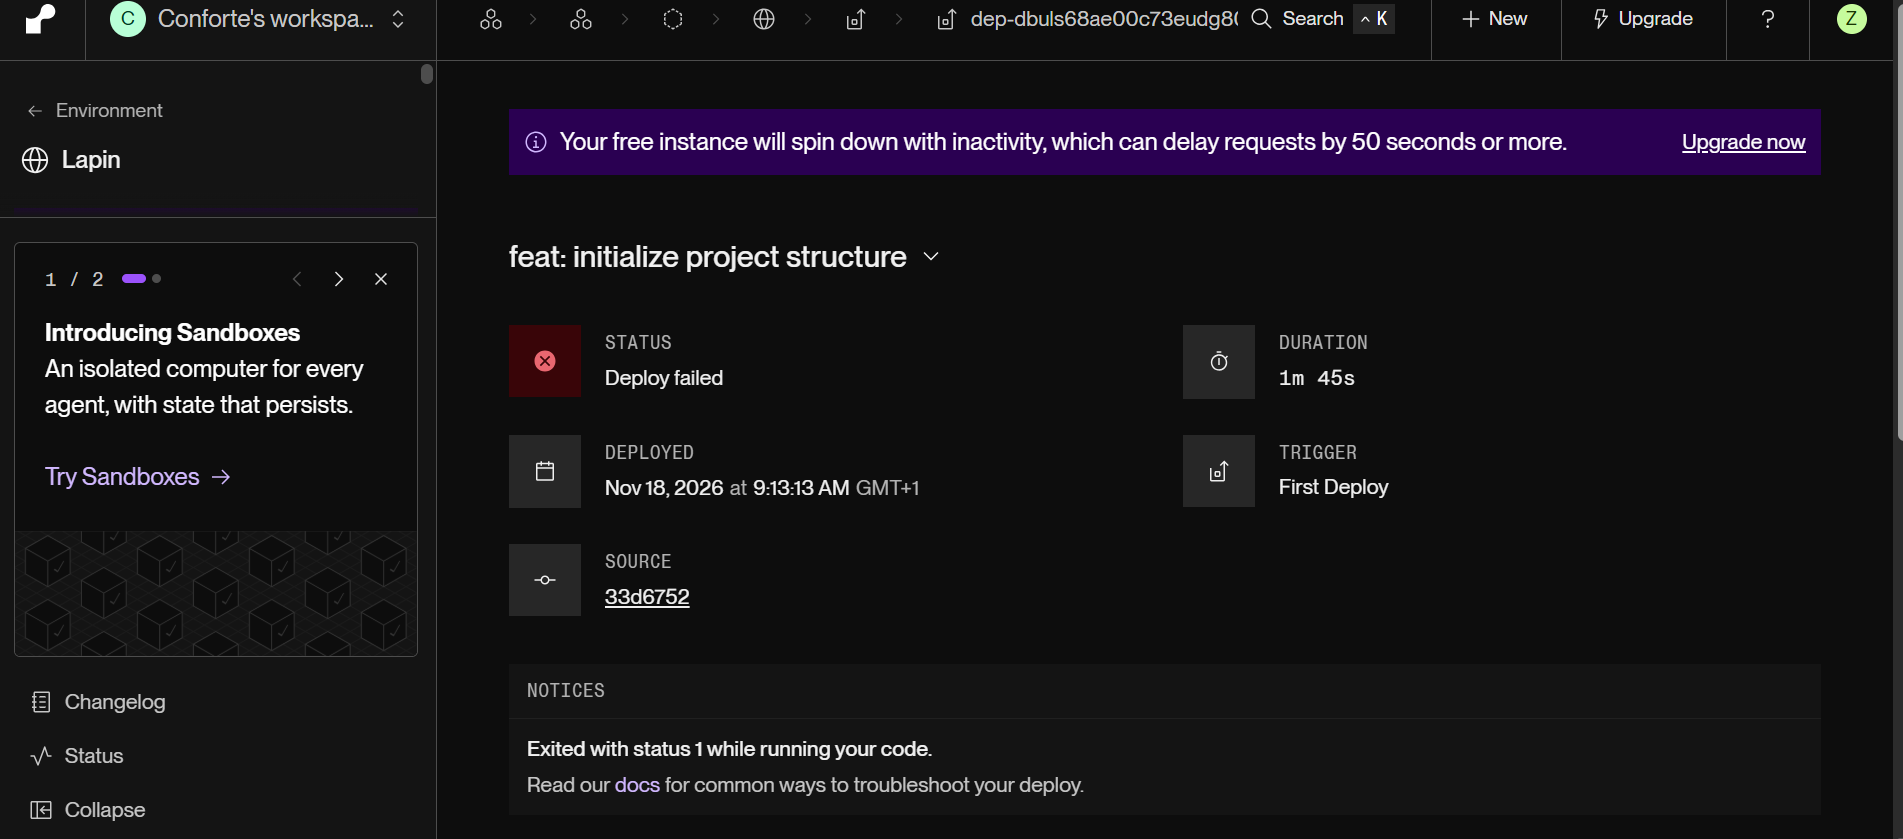 C Conforte's workspa...
dep-dbuls68ae00c73eudg8
Search
^ K
+ New
Upgrade
?
Z
← Environment
Lapin
1 / 2
Introducing Sandboxes
An isolated computer for every
agent, with state that persists.
Try Sandboxes →
Changelog
Status
Collapse
Your free instance will spin down with inactivity, which can delay requests by 50 seconds or more.
Upgrade now
feat: initialize project structure
STATUS
Deploy failed
DURATION
1m 45s
DEPLOYED
Nov 18, 2026 at 9:13:13 AM GMT+1
TRIGGER
First Deploy
SOURCE
33d6752
NOTICES
Exited with status 1 while running your code.
Read our docs for common ways to troubleshoot your deploy.